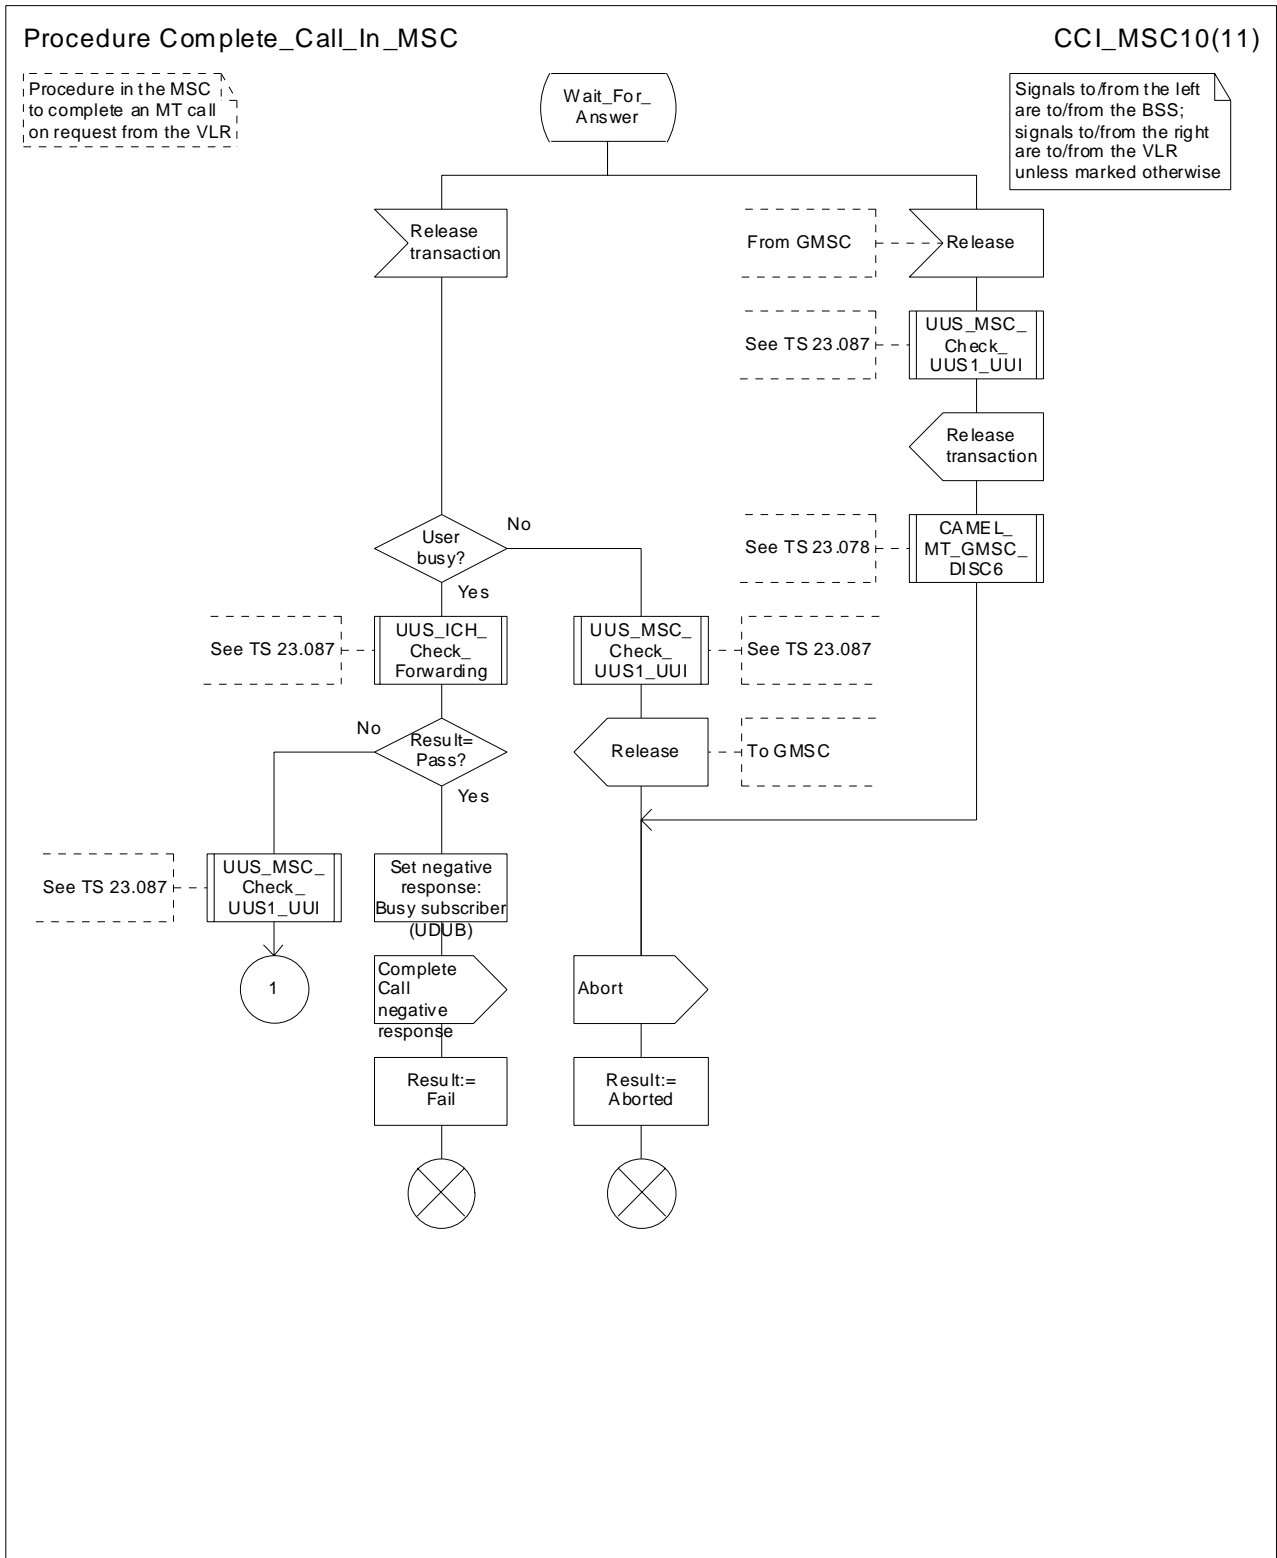 Procedure Complete_Call_In_MSC
CCI_MSC10(11)
Procedure in the MSC
to complete an MT call
on request from the VLR
Wait_For_
Answer
Signals to/from the left
are to/from the BSS;
signals to/from the right
are to/from the VLR
unless marked otherwise
Release
transaction
From GMSC
Release
See TS 23.087
UUS_MSC_
Check_
UUS1_UUI
Release
transaction
User
busy?
No
Yes
See TS 23.078
CAMEL_
MT_GMSC_
DISC6
See TS 23.087
UUS_ICH_
Check_
Forwarding
UUS_MSC_
Check_
UUS1_UUI
See TS 23.087
No
Result=
Pass?
Yes
Release
To GMSC
See TS 23.087
UUS_MSC_
Check_
UUS1_UUI
Set negative
response:
Busy subscriber
(UDUB)
1
Complete
Call
negative
response
Abort
Result:=
Fail
Result:=
Aborted